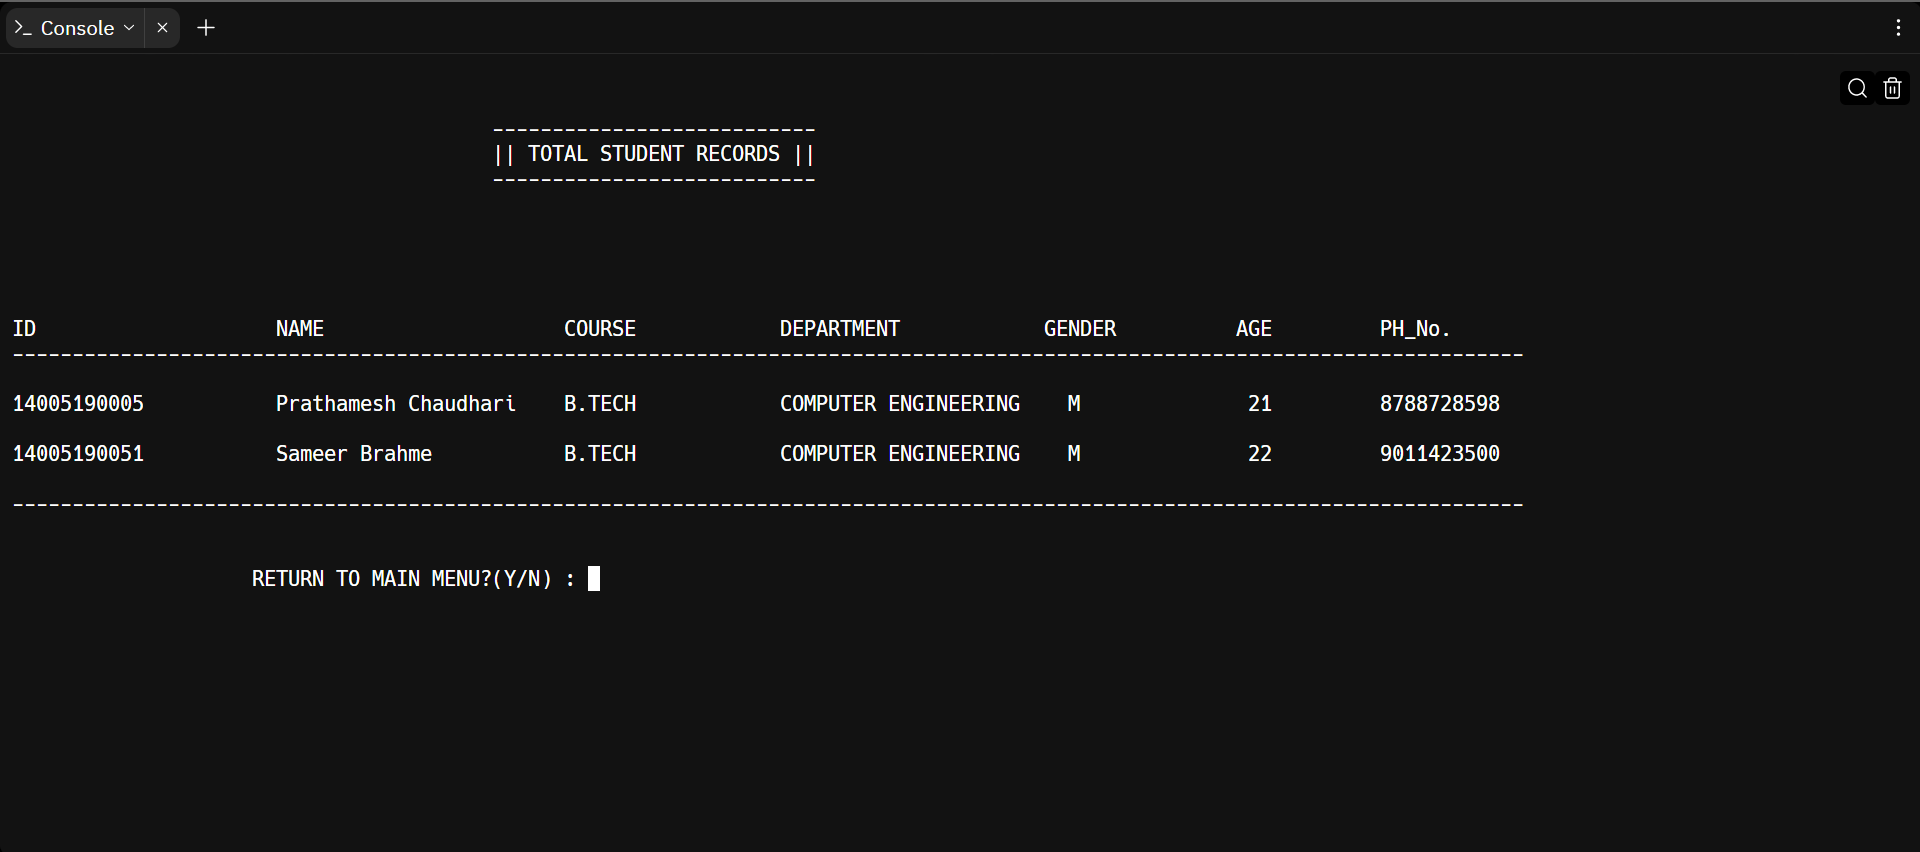 Console
---------------------------
|| TOTAL STUDENT RECORDS ||
---------------------------
ID NAME COURSE DEPARTMENT GENDER AGE PH_No.
------------------------------------------------------------------------------------------------------------------------------
14005190005 Prathamesh Chaudhari B.TECH COMPUTER ENGINEERING M 21 8788728598
14005190051 Sameer Brahme B.TECH COMPUTER ENGINEERING M 22 9011423500
------------------------------------------------------------------------------------------------------------------------------
RETURN TO MAIN MENU?(Y/N) :